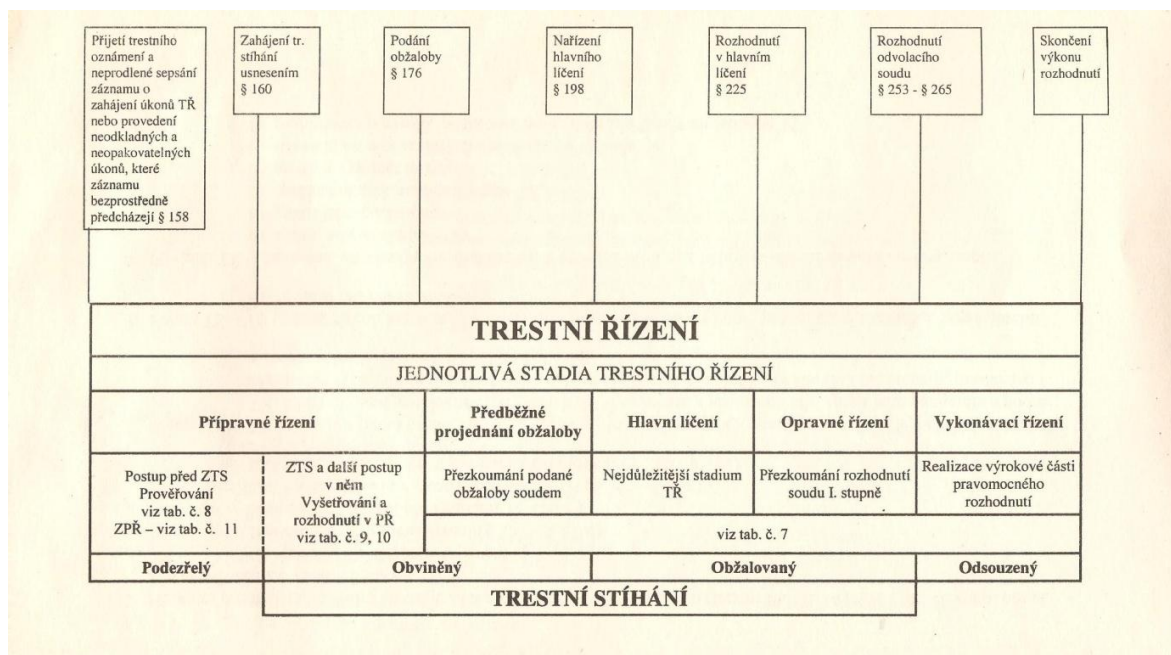 Přijetí trestního
oznámení a
neprodlené sepsání
záznamu o
zahájení úkonů TŘ
nebo provedení
neodkladných a
neopakovatelných
úkonů, které
záznamu
bezprostředně
předcházejí § 158
Zahájení tr.
stíhání
usnesením
§ 160
Podání
obžaloby
§ 176
Nařízení
hlavního
líčení
§ 198
Rozhodnutí
v hlavním
líčení
§ 225
Rozhodnutí
odvolacího
soudu
§ 253 - § 265
Skončení
výkonu
rozhodnutí
TRESTNÍ ŘÍZENÍ
JEDNOTLIVÁ STADIA TRESTNÍHO ŘÍZENÍ
Přípravné řízení
Předběžné
projednání obžaloby
Hlavní líčení
Opravné řízení
Vykonávací řízení
Postup před ZTS
Prověřování
viz tab. č. 8
ZPŘ – viz tab. č. 11
ZTS a další postup
v něm
Vyšetřování a
rozhodnutí v PŘ
viz tab. č. 9, 10
Přezkoumání podané
obžaloby soudem
Nejdůležitější stadium
TŘ
Přezkoumání rozhodnutí
soudu I. stupně
Realizace výrokové části
pravomocného
rozhodnutí
viz tab. č. 7
Podezřelý
Obviněný
Obžalovaný
Odsouzený
TRESTNÍ STÍHÁNÍ